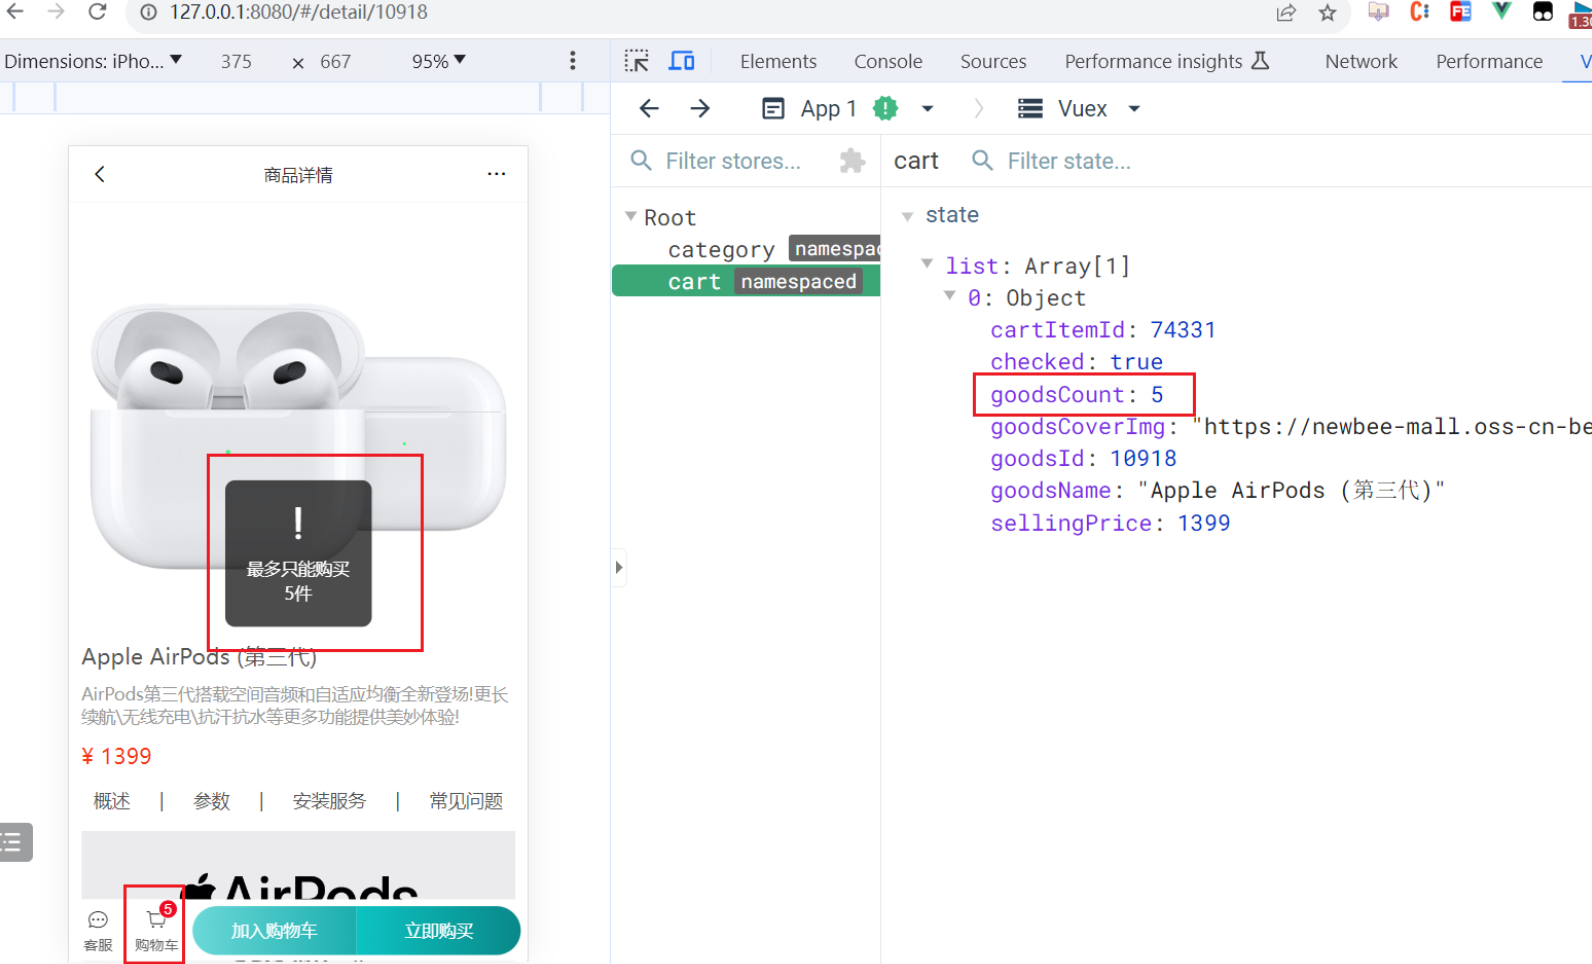 127.0.0.1:8080/#/detail/10918
1.30
Dimensions: iPho... 375 × 667 95%
Elements Console Sources Performance insights Network Performance V
App 1 Vuex
Filter stores... cart Filter state...
Root
category namespac
cart namespaced
state
list: Array[1]
0: Object
cartItemId: 74331
checked: true
goodsCount: 5
goodsCoverImg: "https://newbee-mall.oss-cn-be
goodsId: 10918
goodsName: "Apple AirPods (第三代)"
sellingPrice: 1399
商品详情
!
最多只能购买
5件
Apple AirPods (第三代)
AirPods第三代搭载空间音频和自适应均衡全新登场!更长
续航\无线充电\抗汗抗水等更多功能提供美妙体验!
¥ 1399
概述 | 参数 | 安装服务 | 常见问题
AirPods
5
客服 购物车 加入购物车 立即购买